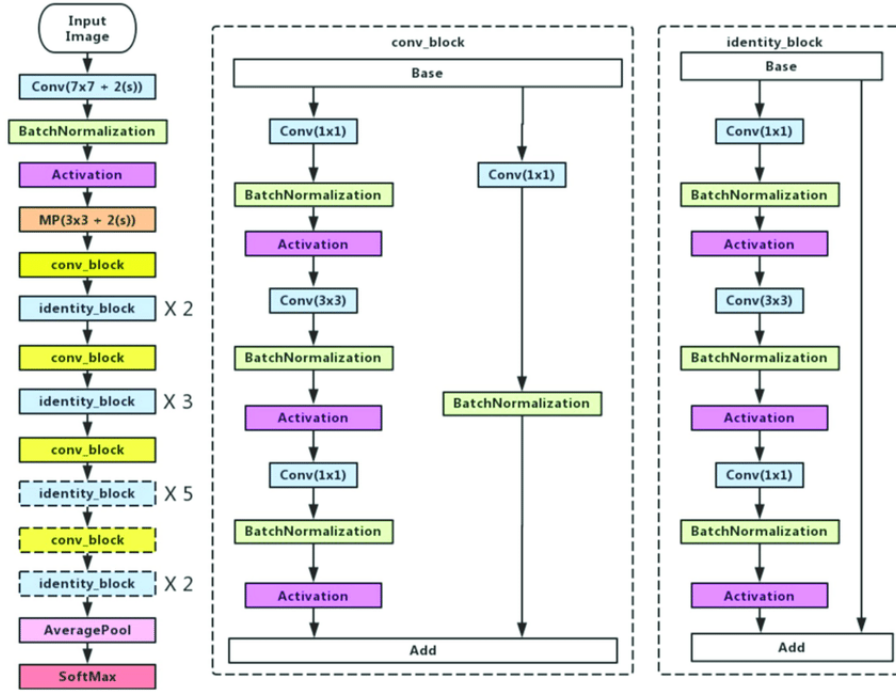 Input
Image
Conv(7x7 + 2(s))
BatchNormalization
Activation
MP(3x3 + 2(s))
conv_block
identity_block X 2
conv_block
identity_block X 3
conv_block
identity_block X 5
conv_block
identity_block X 2
AveragePool
SoftMax
conv_block
Base
Conv(1x1)
BatchNormalization
Activation
Conv(3x3)
BatchNormalization
Activation
Conv(1x1)
BatchNormalization
Activation
Conv(1x1)
BatchNormalization
Add
identity_block
Base
Conv(1x1)
BatchNormalization
Activation
Conv(3x3)
BatchNormalization
Activation
Conv(1x1)
BatchNormalization
Activation
Add